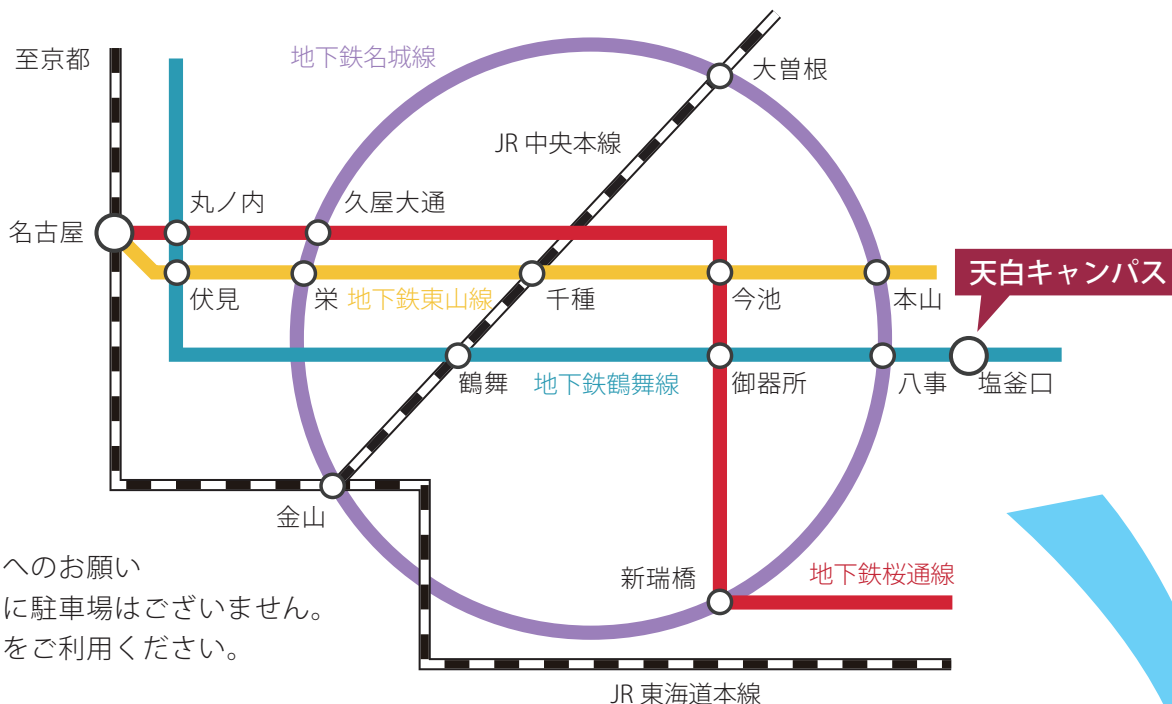 至京都
地下鉄名城線
大曽根
JR 中央本線
丸ノ内
久屋大通
名古屋
天白キャンパス
伏見
栄
地下鉄東山線
千種
今池
本山
鶴舞
地下鉄鶴舞線
御器所
八事
塩釜口
金山
へのお願い
に駐車場はございません。
をご利用ください。
新瑞橋
地下鉄桜通線
JR 東海道本線